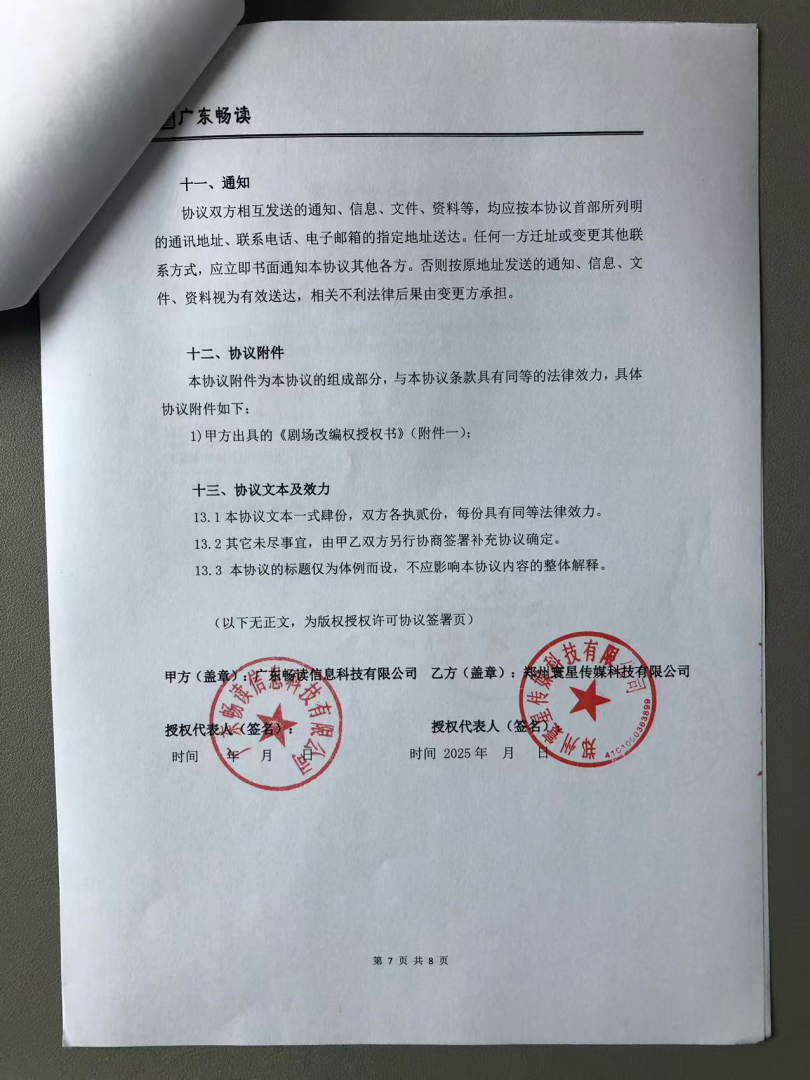 广东畅读
十一、通知
协议双方相互发送的通知、信息、文件、资料等，均应按本协议首部所列明
的通讯地址、联系电话、电子邮箱的指定地址送达。任何一方迁址或变更其他联
系方式，应立即书面通知本协议其他各方。否则按原地址发送的通知、信息、文
件、资料视为有效送达，相关不利法律后果由变更方承担。
十二、协议附件
本协议附件为本协议的组成部分，与本协议条款具有同等的法律效力，具体
协议附件如下：
1)甲方出具的《剧场改编权授权书》（附件一）；
十三、协议文本及效力
13.1 本协议文本一式肆份，双方各执贰份，每份具有同等法律效力。
13.2 其它未尽事宜，由甲乙双方另行协商签署补充协议确定。
13.3 本协议的标题仅为体例而设，不应影响本协议内容的整体解释。
（以下无正文，为版权授权许可协议签署页）
甲方（盖章）：广东畅读信息科技有限公司 乙方（盖章）：郑州寰星传媒科技有限公司
授权代表人（签名）： 授权代表人（签名）
时间 年 月 日 时间 2025 年 月 日
广东畅读信息科技有限公司
郑州寰星传媒科技有限公司
4101000363899
第 7 页 共 8 页